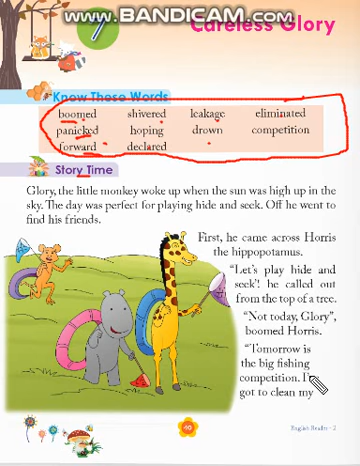 WWW.BANDICAM.COM
7 Careless Glory
Know These Words
boomed shivered leakage eliminated
panicked hoping drown competition
forward declared
Story Time
Glory, the little monkey woke up when the sun was high up in the
sky. The day was perfect for playing hide and seek. Off he went to
find his friends.
First, he came across Horris
the hippopotamus.
"Let's play hide and
seek"! he called out
from the top of a tree.
"Not today, Glory",
boomed Horris.
"Tomorrow is
the big fishing
competition. I
got to clean my
40
English Reader - 2